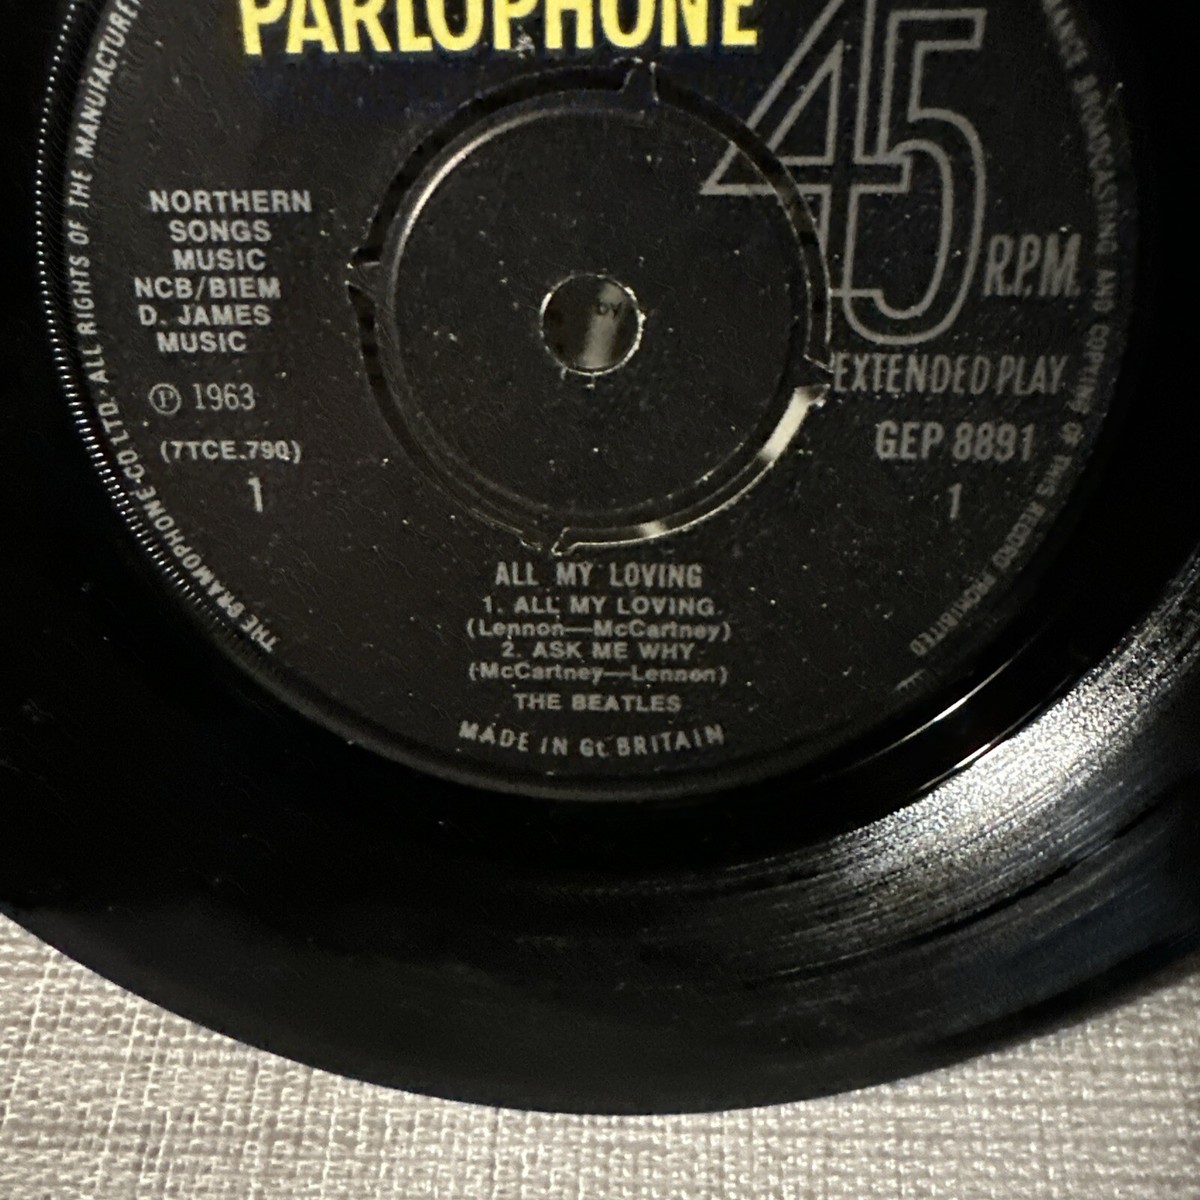 PARLOPHONE
45
R.P.M.
EXTENDED PLAY
GEP 8891
1
NORTHERN
SONGS
MUSIC
NCB/BIEM
D. JAMES
MUSIC
℗ 1963
(7TCE.790)
1
by
ALL MY LOVING
1. ALL MY LOVING
(Lennon—McCartney)
2. ASK ME WHY
(McCartney—Lennon)
THE BEATLES
MADE IN Gt. BRITAIN
THE GRAMOPHONE CO LTD. ALL RIGHTS OF THE MANUFACTURER
BROADCASTING AND COPYING OF THIS RECORD PROHIBITED